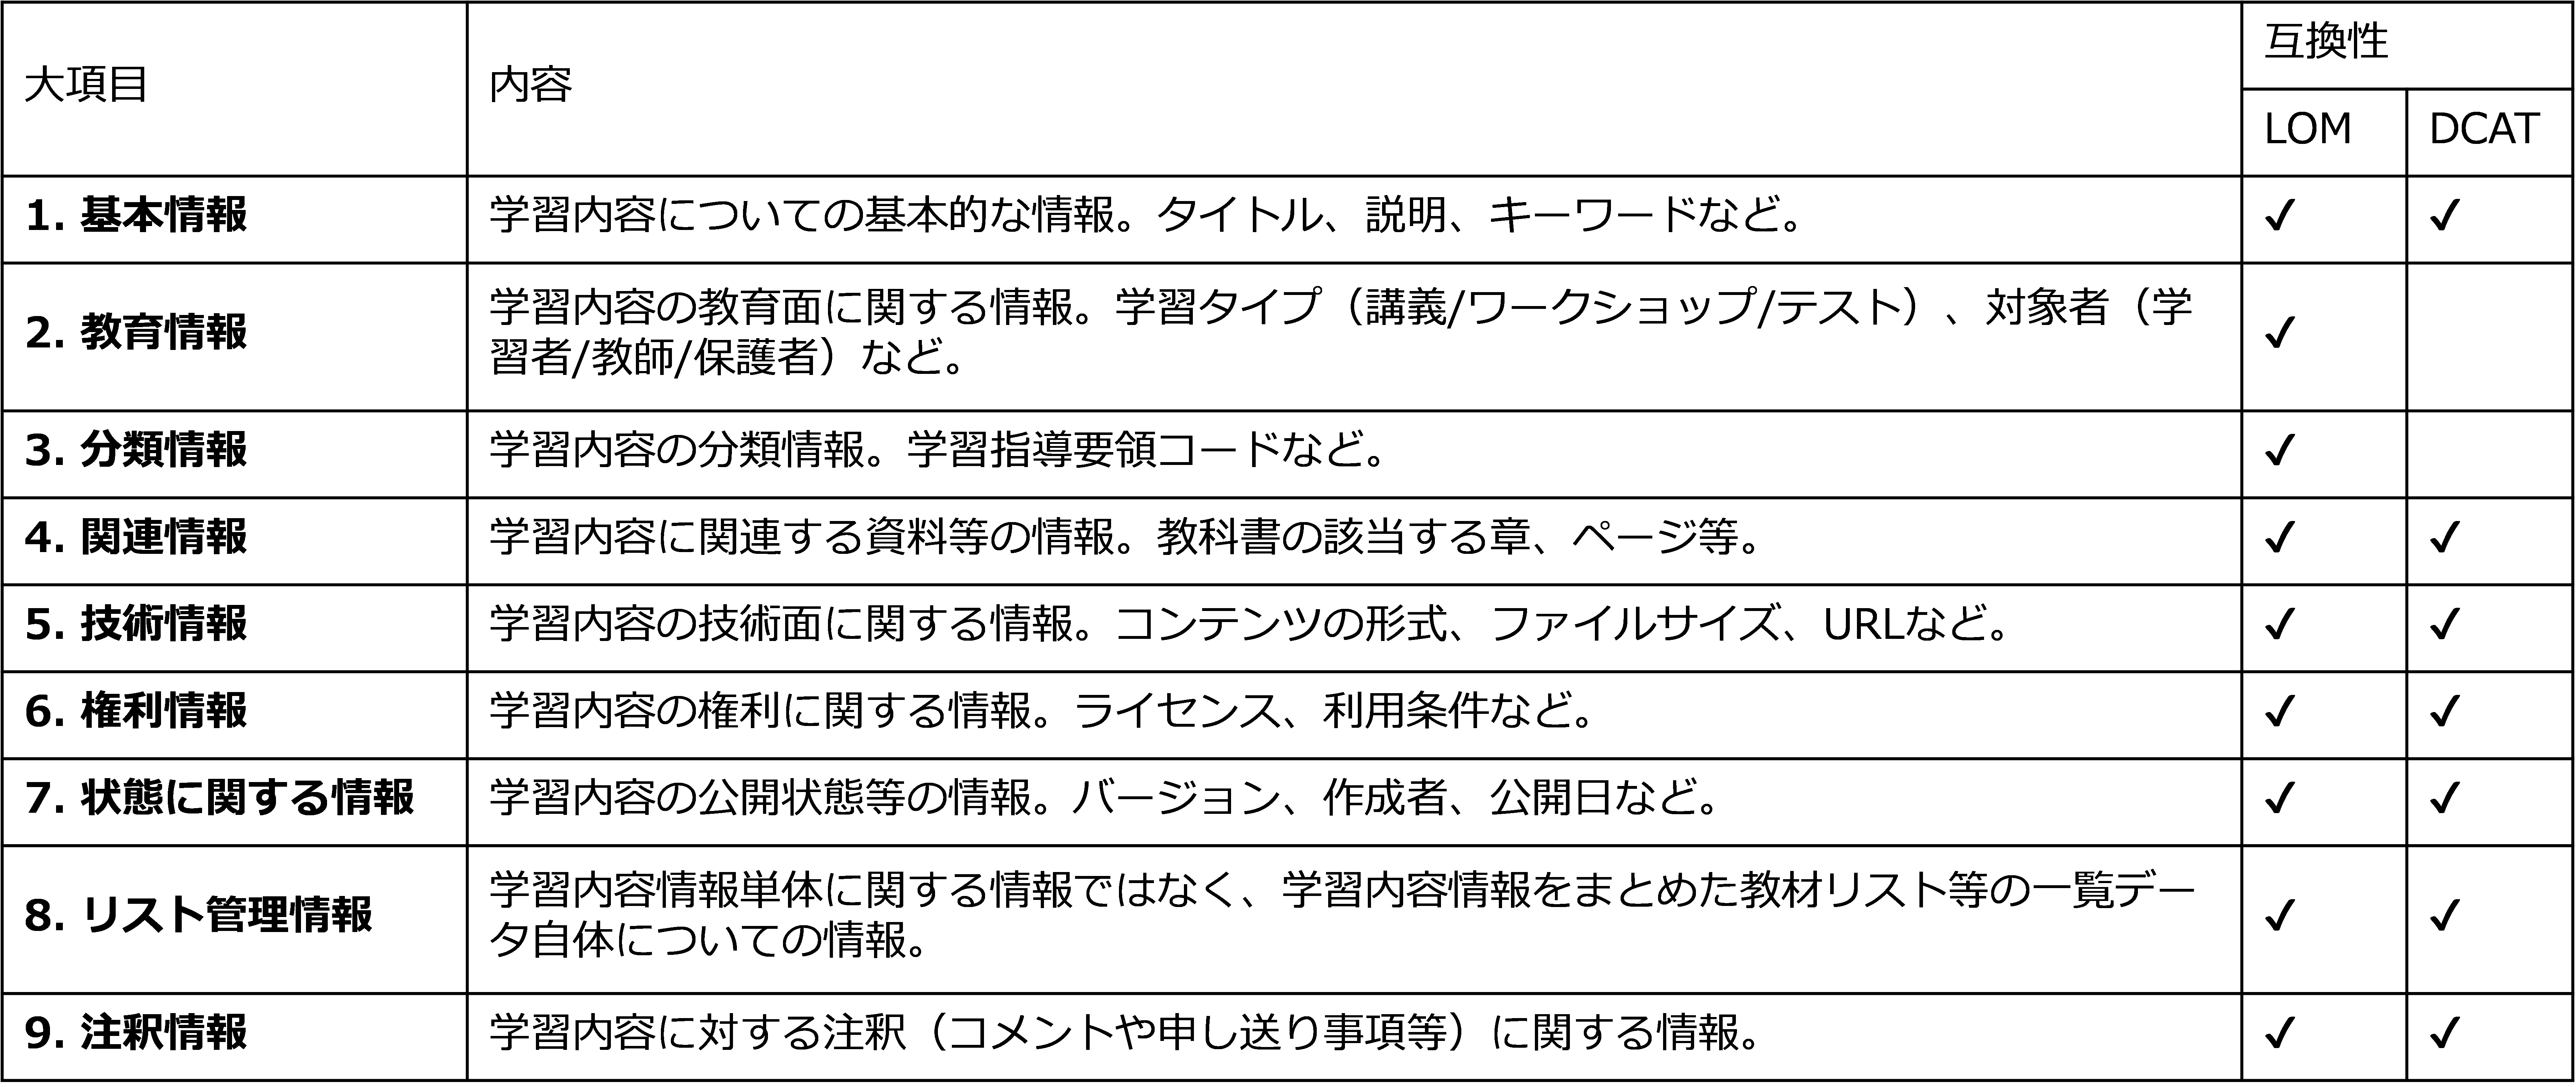 大項目
内容
互換性
LOM
DCAT
1. 基本情報
学習内容についての基本的な情報。タイトル、説明、キーワードなど。
✓
✓
2. 教育情報
学習内容の教育面に関する情報。学習タイプ（講義/ワークショップ/テスト）、対象者（学
習者/教師/保護者）など。
✓
3. 分類情報
学習内容の分類情報。学習指導要領コードなど。
✓
4. 関連情報
学習内容に関連する資料等の情報。教科書の該当する章、ページ等。
✓
✓
5. 技術情報
学習内容の技術面に関する情報。コンテンツの形式、ファイルサイズ、URLなど。
✓
✓
6. 権利情報
学習内容の権利に関する情報。ライセンス、利用条件など。
✓
✓
7. 状態に関する情報
学習内容の公開状態等の情報。バージョン、作成者、公開日など。
✓
✓
8. リスト管理情報
学習内容情報単体に関する情報ではなく、学習内容情報をまとめた教材リスト等の一覧デー
タ自体についての情報。
✓
✓
9. 注釈情報
学習内容に対する注釈（コメントや申し送り事項等）に関する情報。
✓
✓